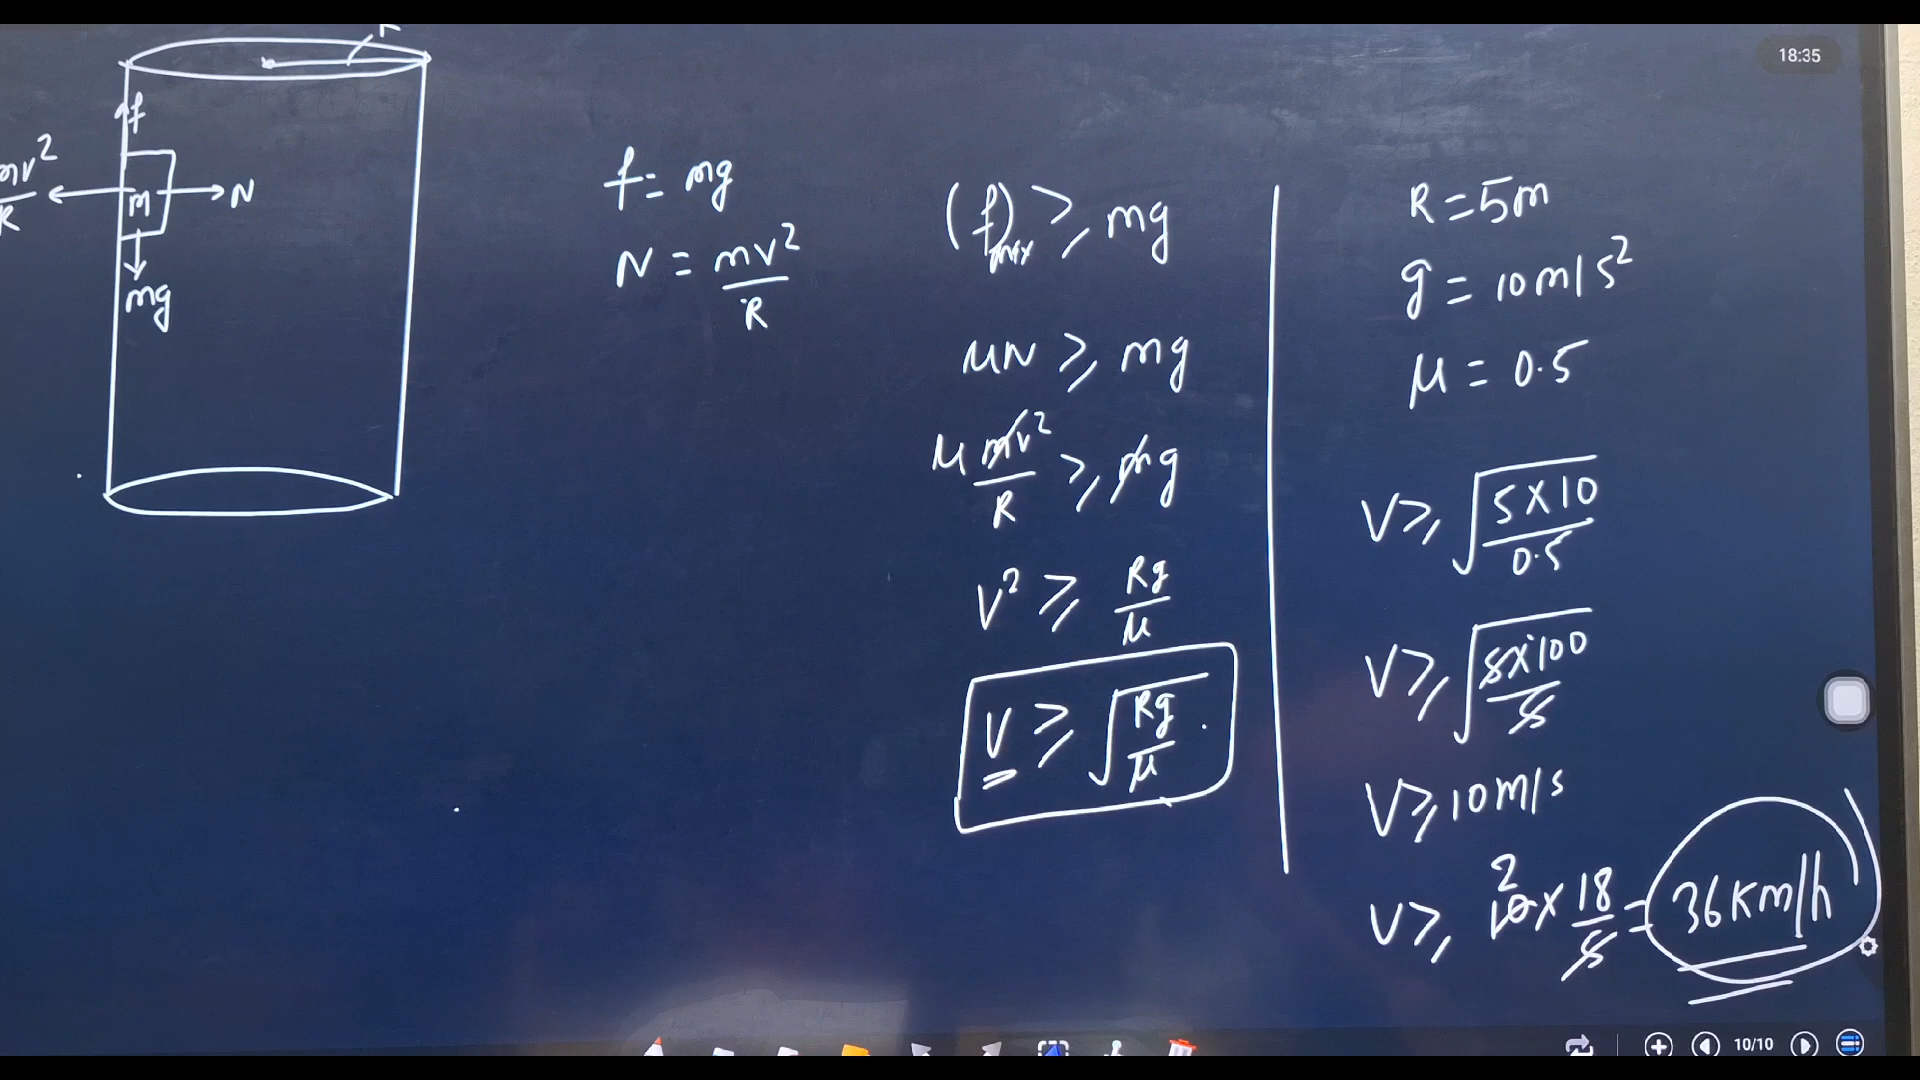 18:35
R
f
mv²/R
N
m
mg
f = mg
N = mv²/R
(f)max ⩾ mg
μN ⩾ mg
μ mv²/R ⩾ mg
V² ⩾ Rg/μ
V ⩾ √(Rg/μ)
R = 5m
g = 10 m/s²
μ = 0.5
V ⩾ √(5 × 10/0.5)
V ⩾ √(5 × 100/5)
V ⩾ 10 m/s
2
V ⩾ 10 × 18/5 = 36 Km/h
10/10